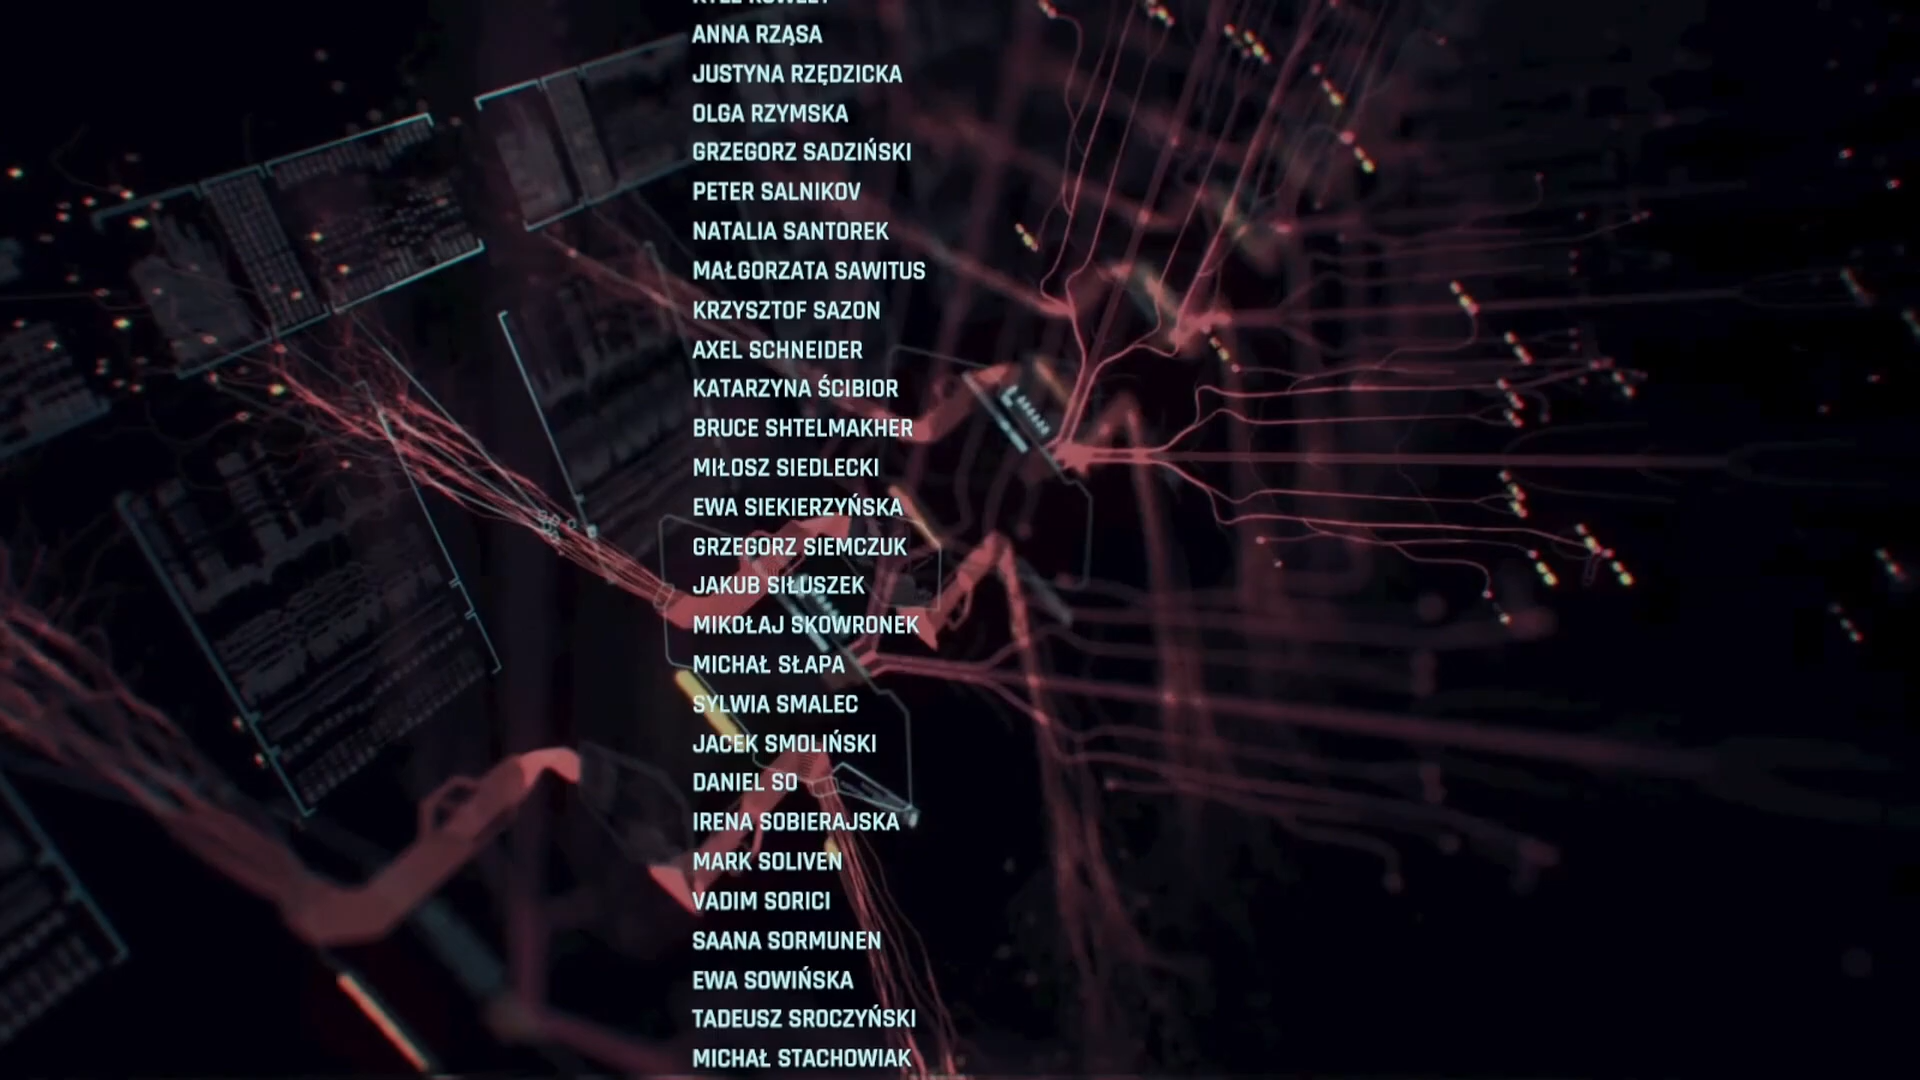 ANNA RZĄSA
JUSTYNA RZĘDZICKA
OLGA RZYMSKA
GRZEGORZ SADZIŃSKI
PETER SALNIKOV
NATALIA SANTOREK
MAŁGORZATA SAWITUS
KRZYSZTOF SAZON
AXEL SCHNEIDER
KATARZYNA ŚCIBIOR
BRUCE SHTELMAKHER
MIŁOSZ SIEDLECKI
EWA SIEKIERZYŃSKA
GRZEGORZ SIEMCZUK
JAKUB SIŁUSZEK
MIKOŁAJ SKOWRONEK
MICHAŁ SŁAPA
SYLWIA SMALEC
JACEK SMOLIŃSKI
DANIEL SO
IRENA SOBIERAJSKA
MARK SOLIVEN
VADIM SORICI
SAANA SORMUNEN
EWA SOWIŃSKA
TADEUSZ SROCZYŃSKI
MICHAŁ STACHOWIAK